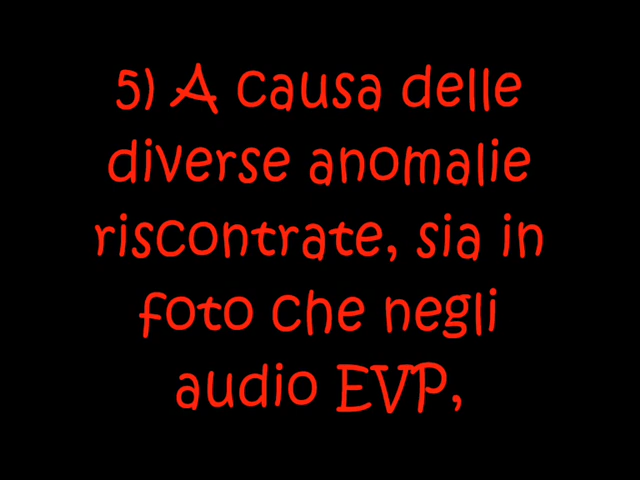 5) A causa delle
diverse anomalie
riscontrate, sia in
foto che negli
audio EVP,